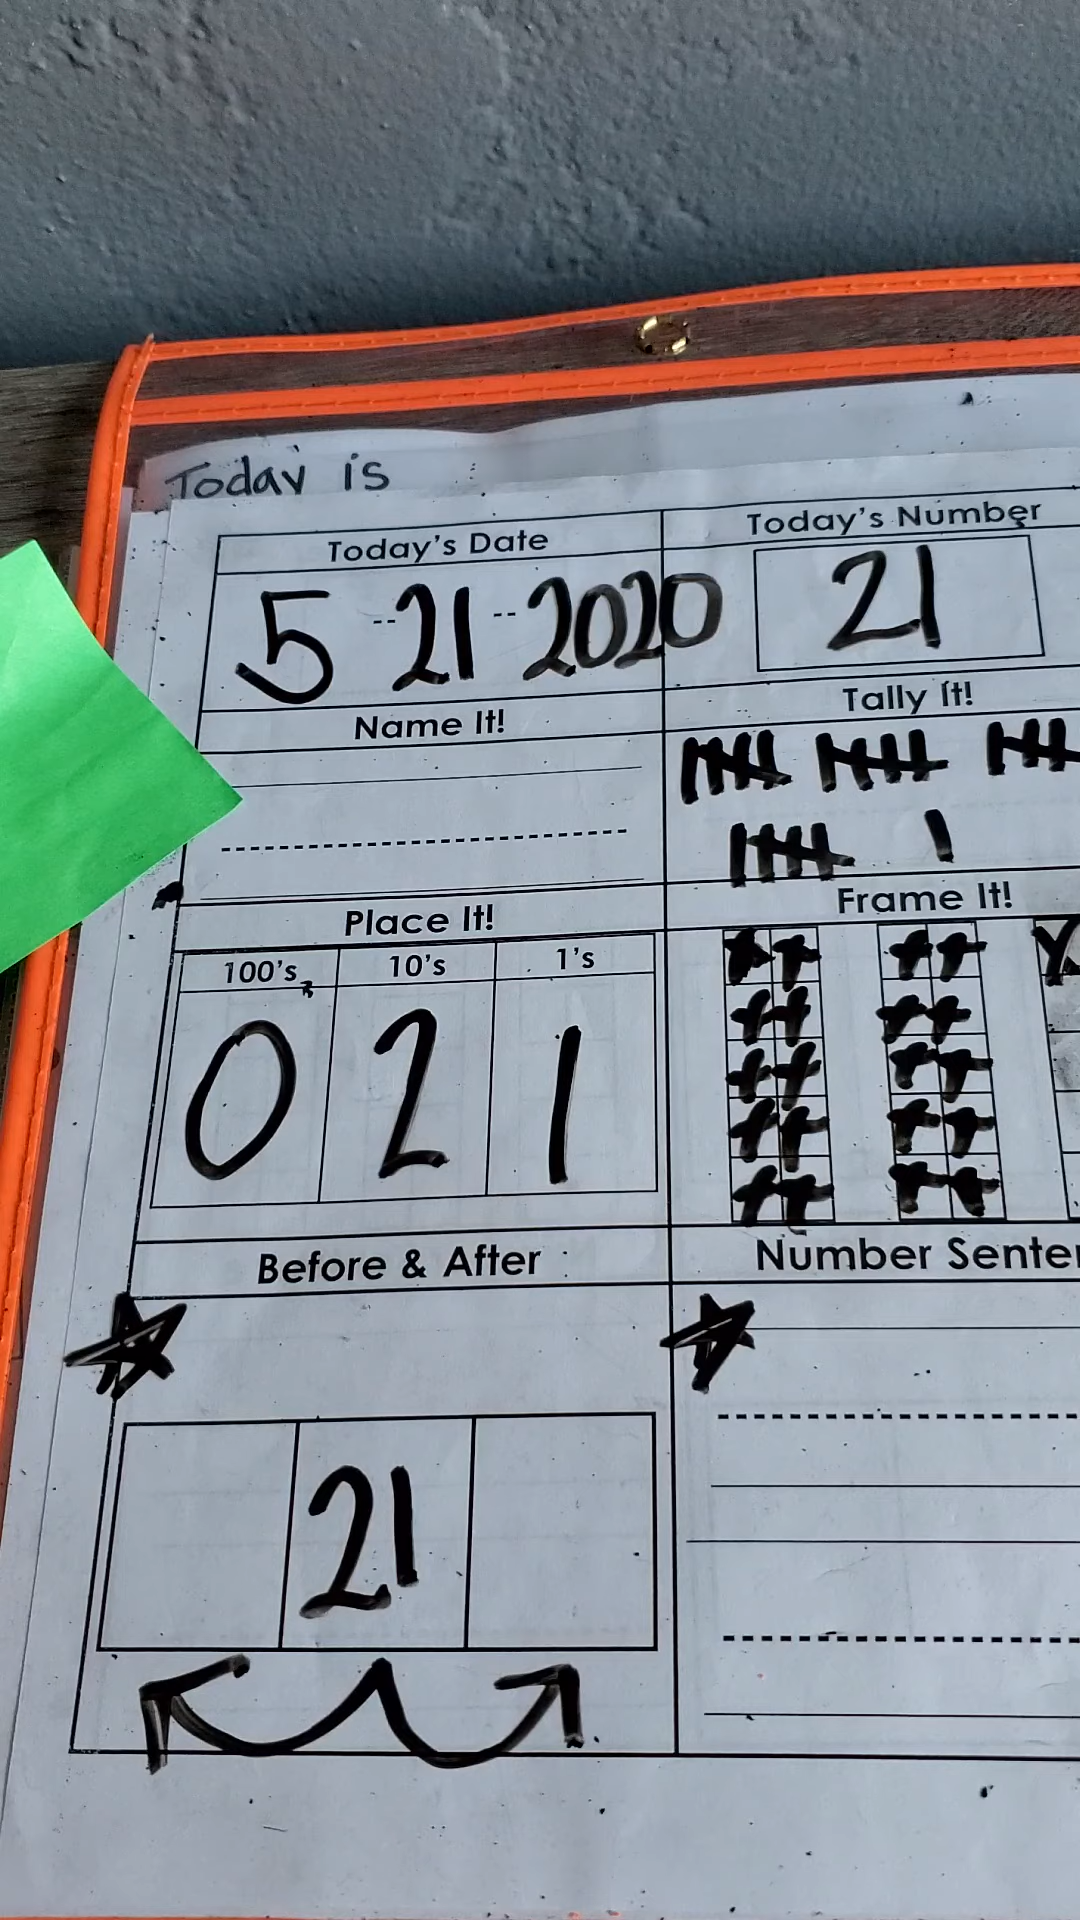 Today is
Today's Date
Today's Number
5 -- 21 -- 2020
21
Name It!
Tally It!
Place It!
Frame It!
100's
10's
1's
0
2
1
Before & After
Number Senten
21